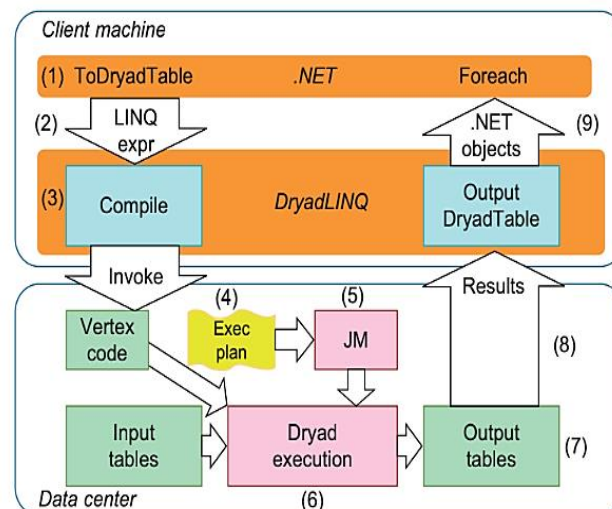 Client machine
(1) ToDryadTable .NET Foreach
(2) LINQ expr
.NET objects (9)
(3) Compile
DryadLINQ
Output DryadTable
Invoke
Results
(4) (5)
Vertex code
Exec plan
JM
(8)
Input tables
Dryad execution
Output tables
(7)
Data center
(6)